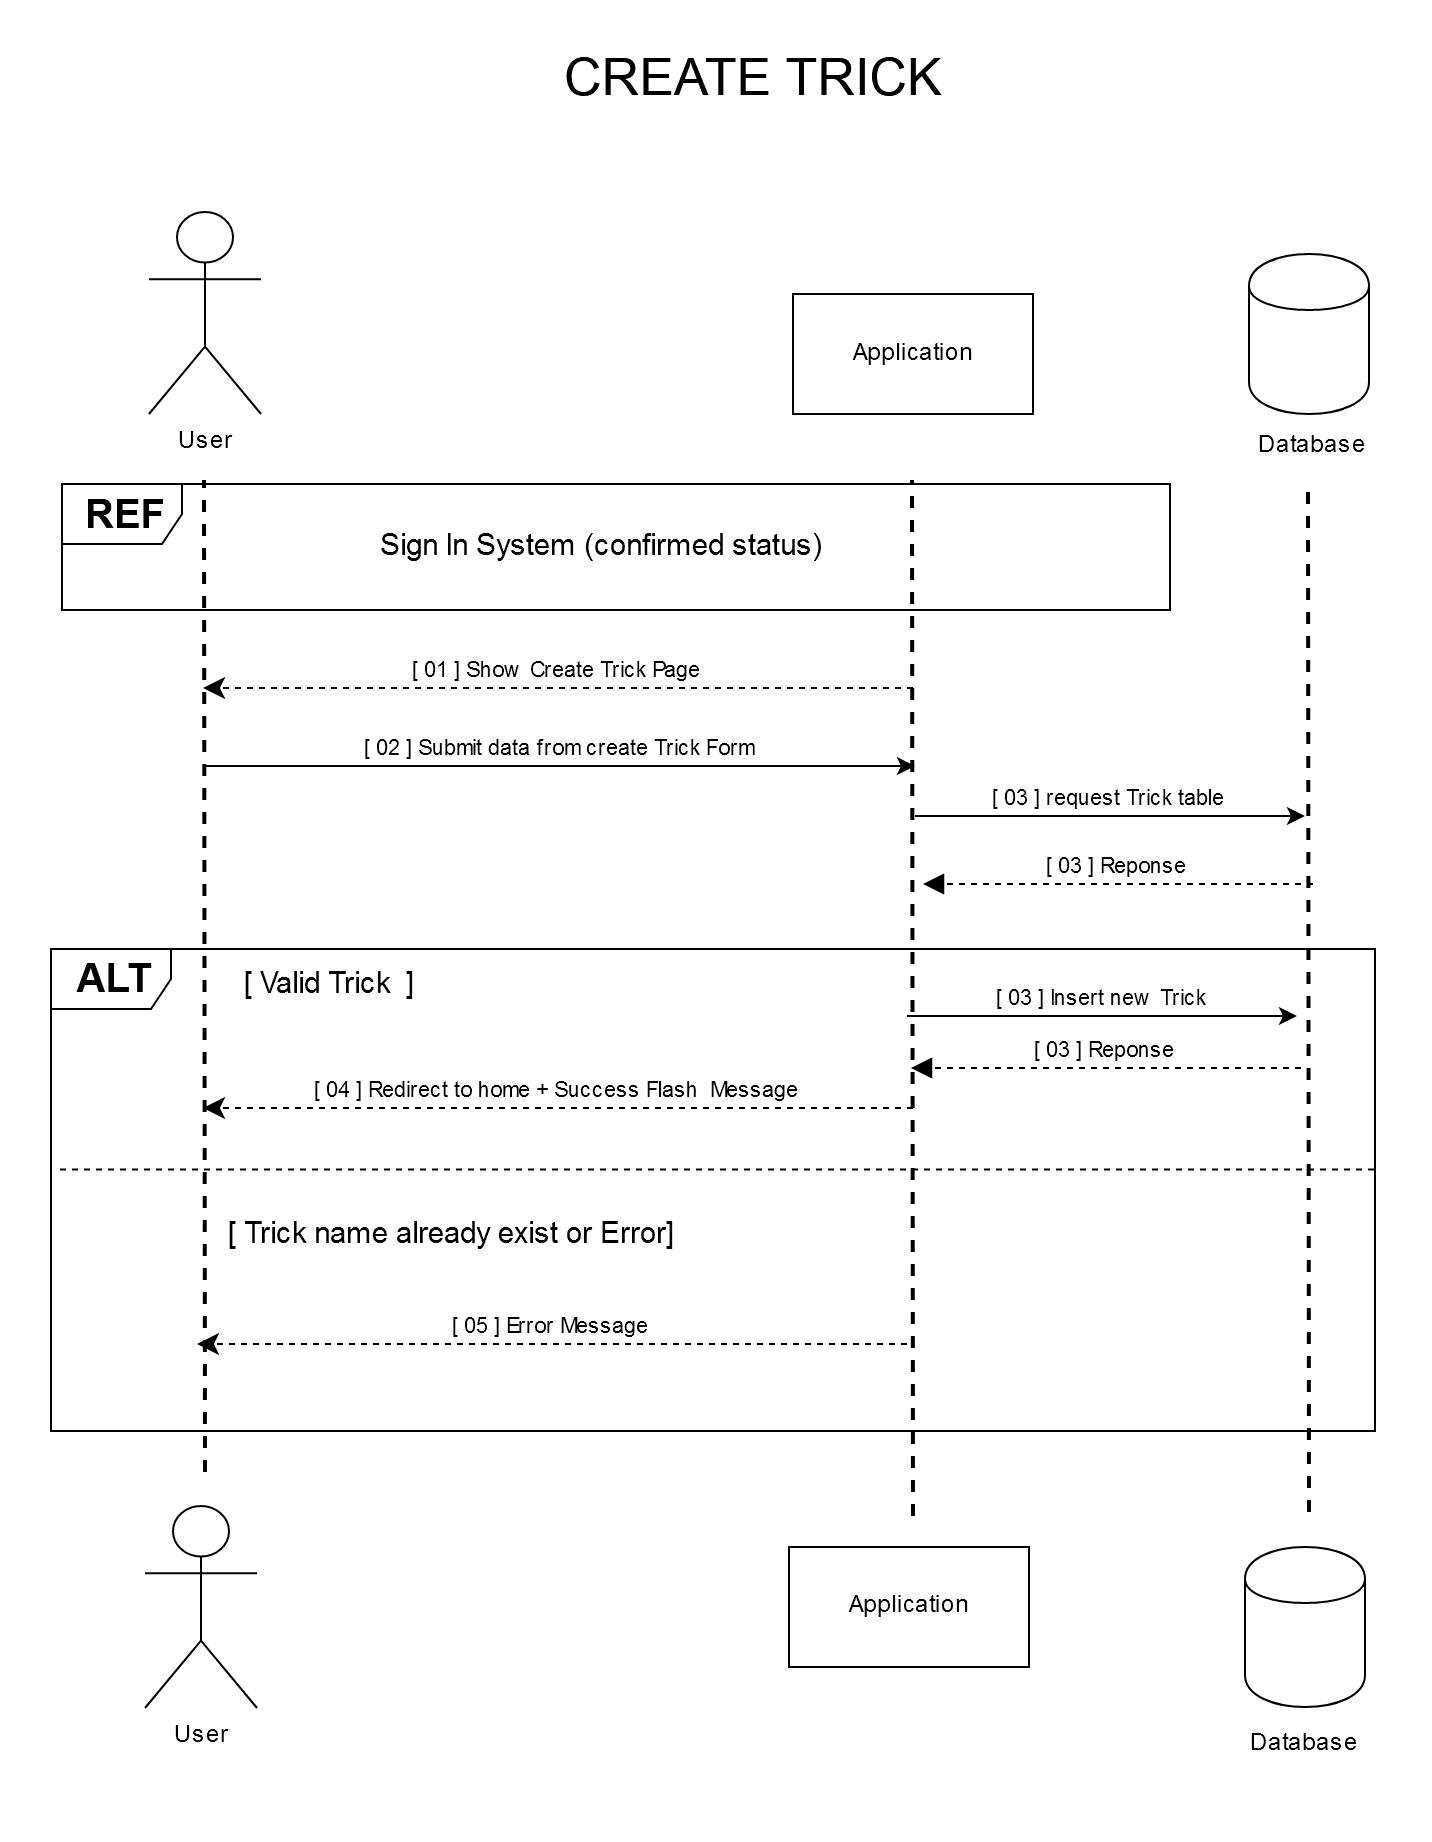 CREATE TRICK
User
Application
Database
REF
Sign In System (confirmed status)
[ 01 ] Show Create Trick Page
[ 02 ] Submit data from create Trick Form
[ 03 ] request Trick table
[ 03 ] Reponse
ALT
[ Valid Trick ]
[ 03 ] Insert new Trick
[ 03 ] Reponse
[ 04 ] Redirect to home + Success Flash Message
[ Trick name already exist or Error]
[ 05 ] Error Message
User
Application
Database